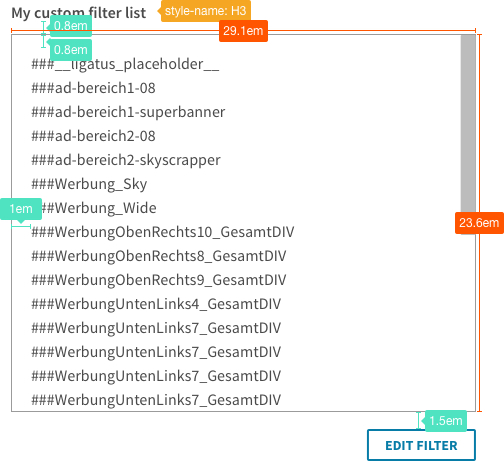 My custom filter list
style-name: H3
0.8em
29.1em
0.8em
###__ligatus_placeholder__
###ad-bereich1-08
###ad-bereich1-superbanner
###ad-bereich2-08
###ad-bereich2-skyscrapper
###Werbung_Sky
###Werbung_Wide
1em
23.6em
###WerbungObenRechts10_GesamtDIV
###WerbungObenRechts8_GesamtDIV
###WerbungObenRechts9_GesamtDIV
###WerbungUntenLinks4_GesamtDIV
###WerbungUntenLinks7_GesamtDIV
###WerbungUntenLinks7_GesamtDIV
###WerbungUntenLinks7_GesamtDIV
###WerbungUntenLinks7_GesamtDIV
1.5em
EDIT FILTER